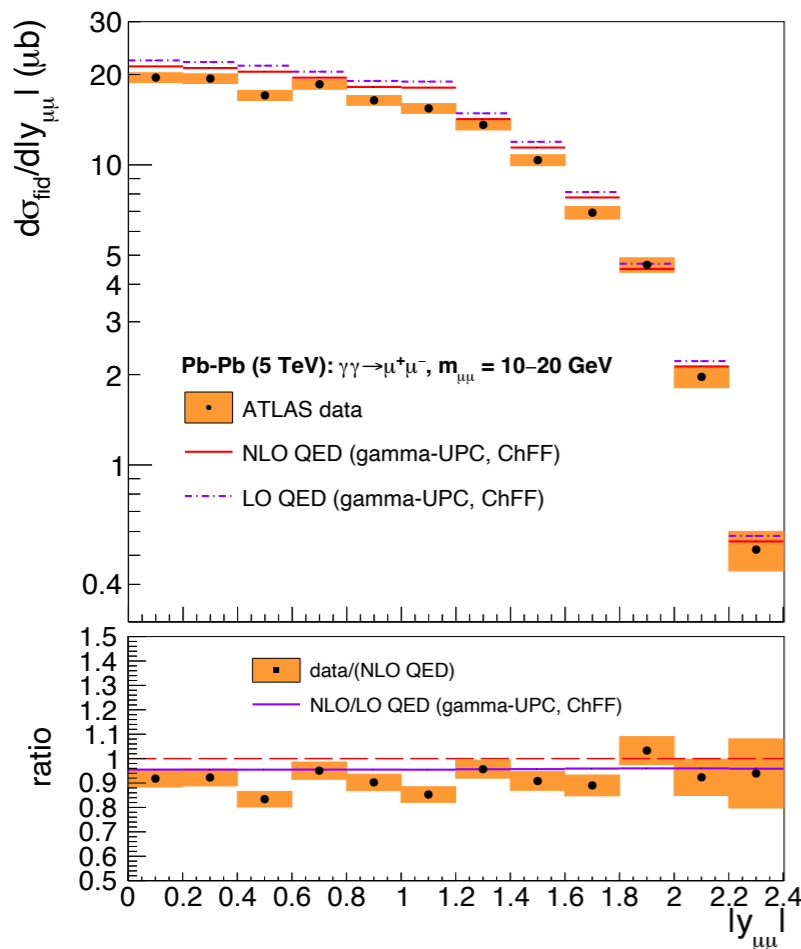 dσfid/d|yμμ| (μb)
30
20
10
5
4
3
2
1
0.4
Pb-Pb (5 TeV): γγ→μ⁺μ⁻, mμμ = 10–20 GeV
ATLAS data
NLO QED (gamma-UPC, ChFF)
LO QED (gamma-UPC, ChFF)
ratio
1.5
1.4
1.3
1.2
1.1
1
0.9
0.8
0.7
0.6
0.5
data/(NLO QED)
NLO/LO QED (gamma-UPC, ChFF)
0 0.2 0.4 0.6 0.8 1 1.2 1.4 1.6 1.8 2 2.2 2.4
|yμμ|